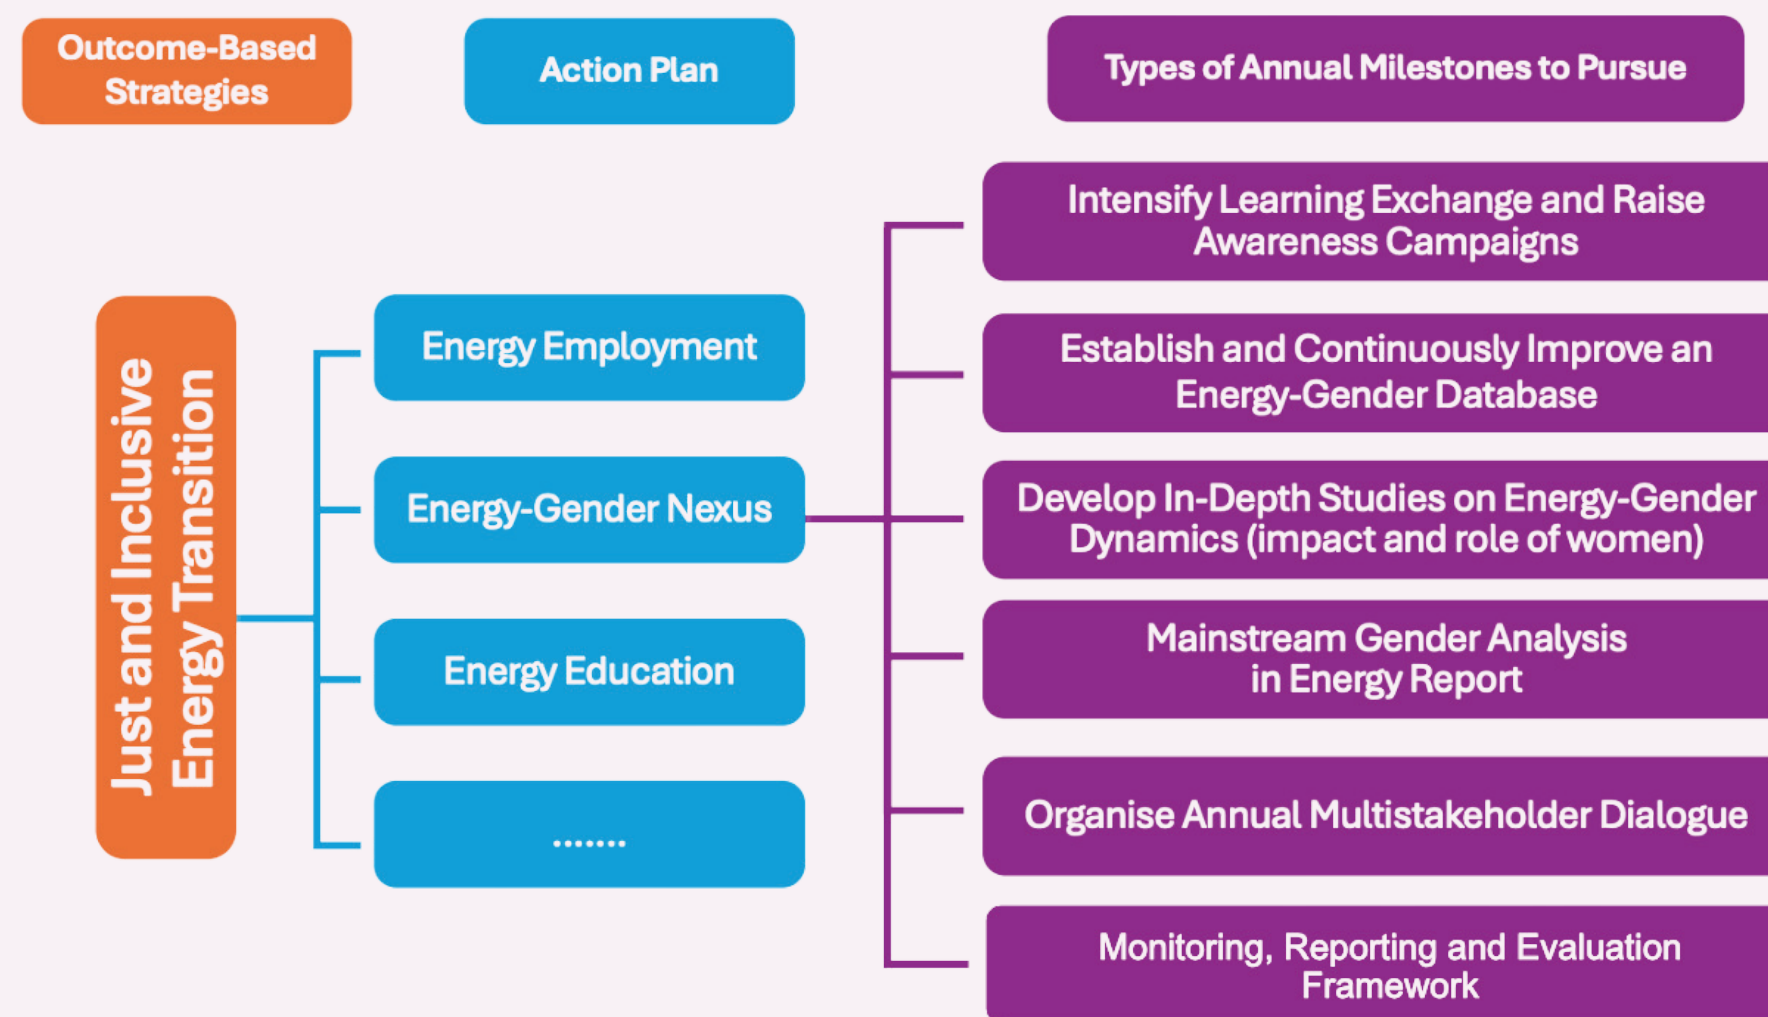 Outcome-Based
Strategies
Action Plan
Types of Annual Milestones to Pursue
Just and Inclusive
Energy Transition
Energy Employment
Energy-Gender Nexus
Energy Education
.......
Intensify Learning Exchange and Raise
Awareness Campaigns
Establish and Continuously Improve an
Energy-Gender Database
Develop In-Depth Studies on Energy-Gender
Dynamics (impact and role of women)
Mainstream Gender Analysis
in Energy Report
Organise Annual Multistakeholder Dialogue
Monitoring, Reporting and Evaluation
Framework